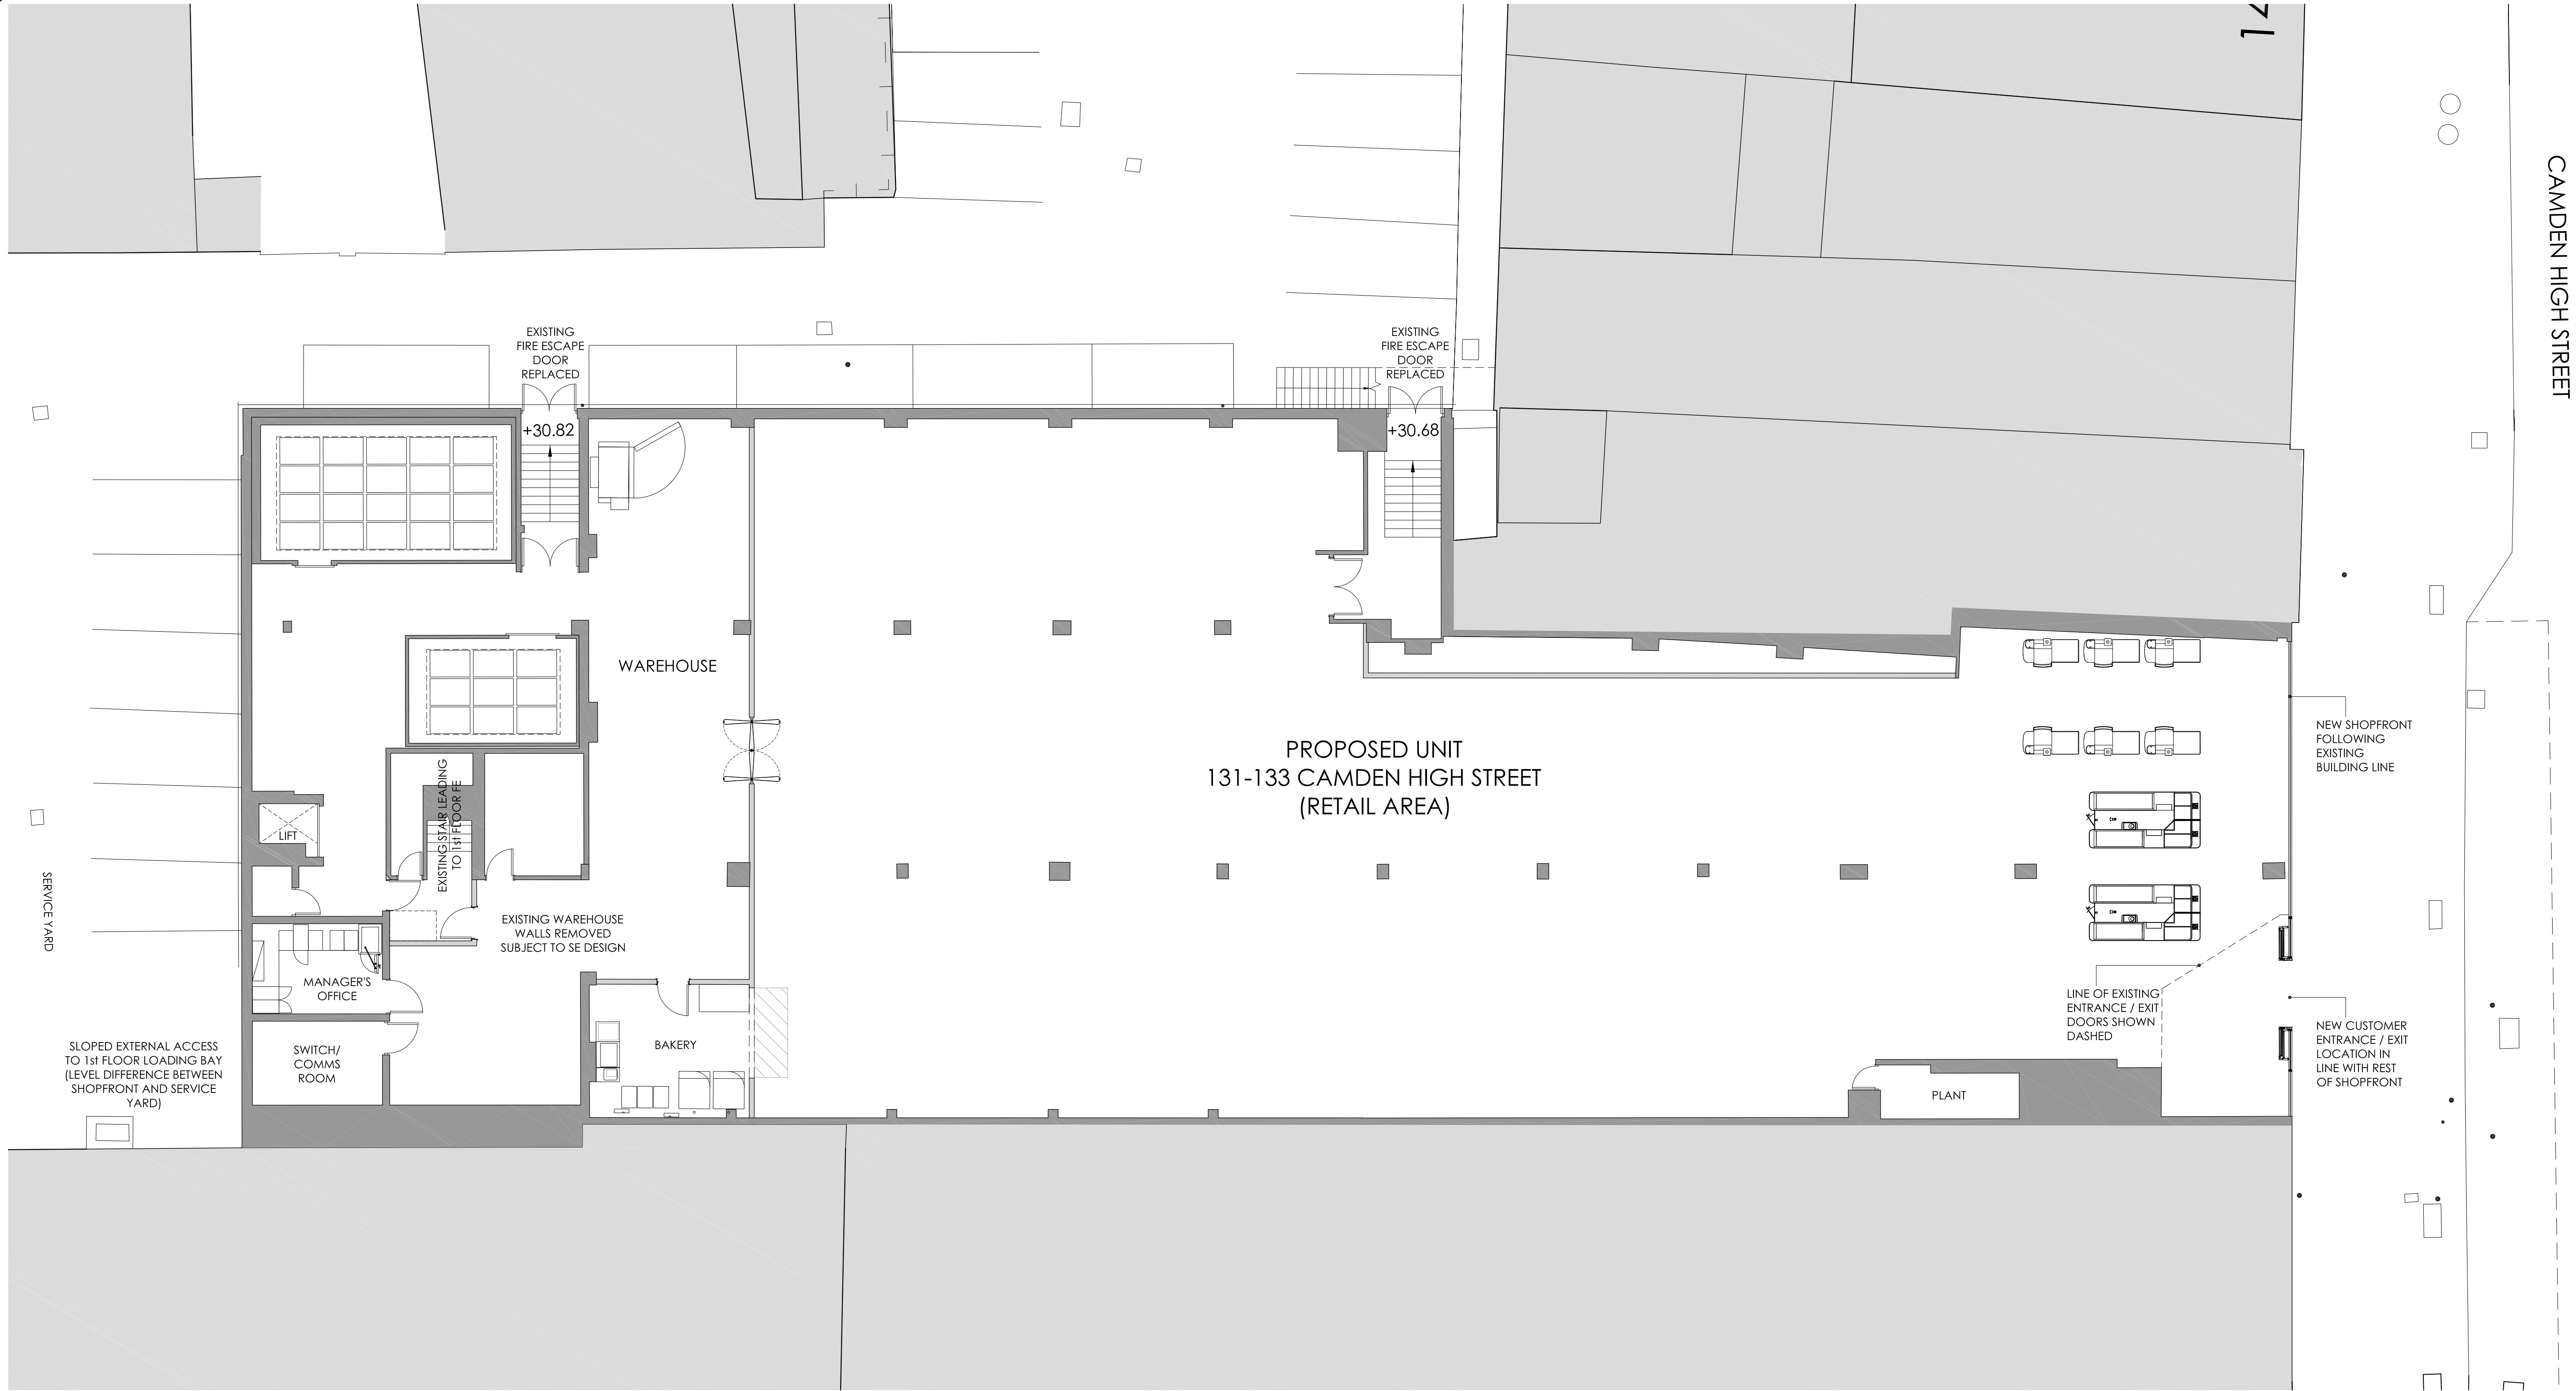 14
CAMDEN HIGH STREET
EXISTING
FIRE ESCAPE
DOOR
REPLACED
EXISTING
FIRE ESCAPE
DOOR
REPLACED
+30.82
+30.68
WAREHOUSE
PROPOSED UNIT
131-133 CAMDEN HIGH STREET
(RETAIL AREA)
NEW SHOPFRONT
FOLLOWING
EXISTING
BUILDING LINE
EXISTING STAIR LEADING
TO 1st FLOOR FE
LIFT
SERVICE YARD
EXISTING WAREHOUSE
WALLS REMOVED
SUBJECT TO SE DESIGN
MANAGER'S
OFFICE
LINE OF EXISTING
ENTRANCE / EXIT
DOORS SHOWN
DASHED
NEW CUSTOMER
ENTRANCE / EXIT
LOCATION IN
LINE WITH REST
OF SHOPFRONT
SLOPED EXTERNAL ACCESS
TO 1st FLOOR LOADING BAY
(LEVEL DIFFERENCE BETWEEN
SHOPFRONT AND SERVICE
YARD)
SWITCH/
COMMS
ROOM
BAKERY
PLANT